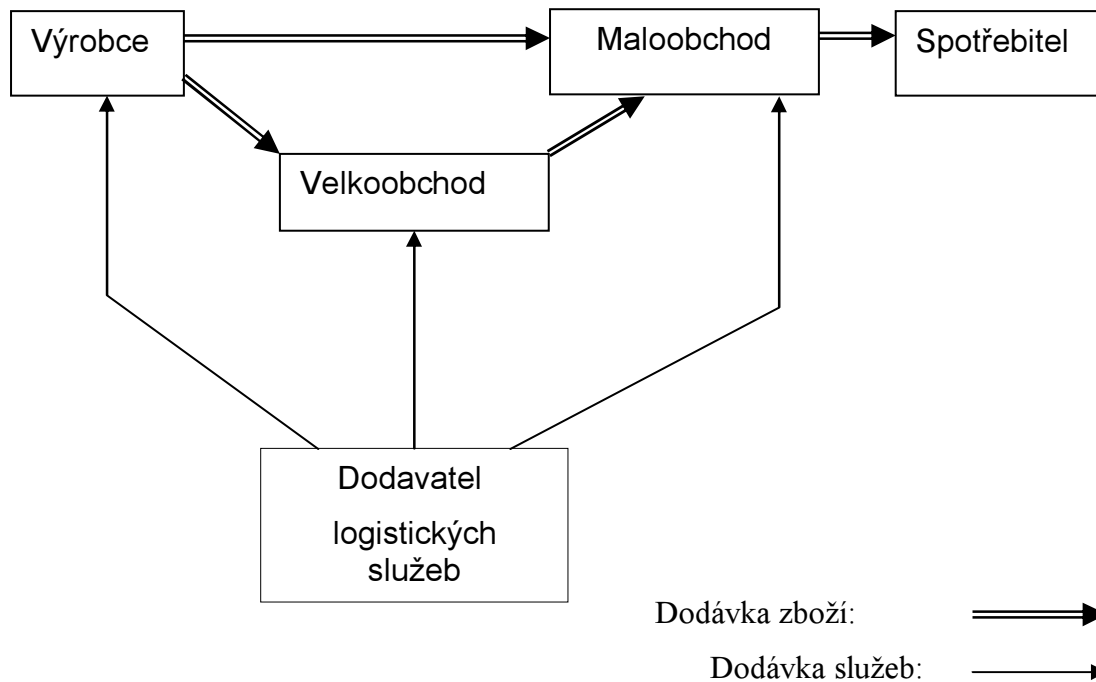 Výrobce
Maloobchod
Spotřebitel
Velkoobchod
Dodavatel
logistických
služeb
Dodávka zboží:
Dodávka služeb: